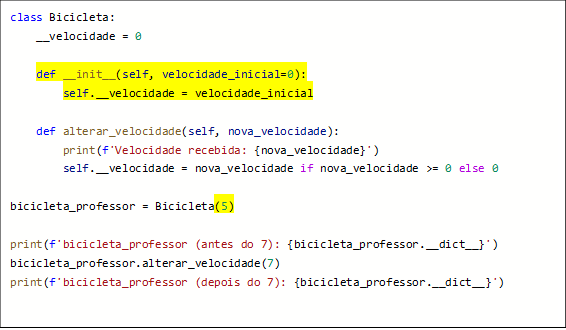 class Bicicleta:
    __velocidade = 0
    def __init__(self, velocidade_inicial=0):
        self.__velocidade = velocidade_inicial
    def alterar_velocidade(self, nova_velocidade):
        print(f'Velocidade recebida: {nova_velocidade}')
        self.__velocidade = nova_velocidade if nova_velocidade >= 0 else 0
bicicleta_professor = Bicicleta(5)
print(f'bicicleta_professor (antes do 7): {bicicleta_professor.__dict__}')
bicicleta_professor.alterar_velocidade(7)
print(f'bicicleta_professor (depois do 7): {bicicleta_professor.__dict__}')